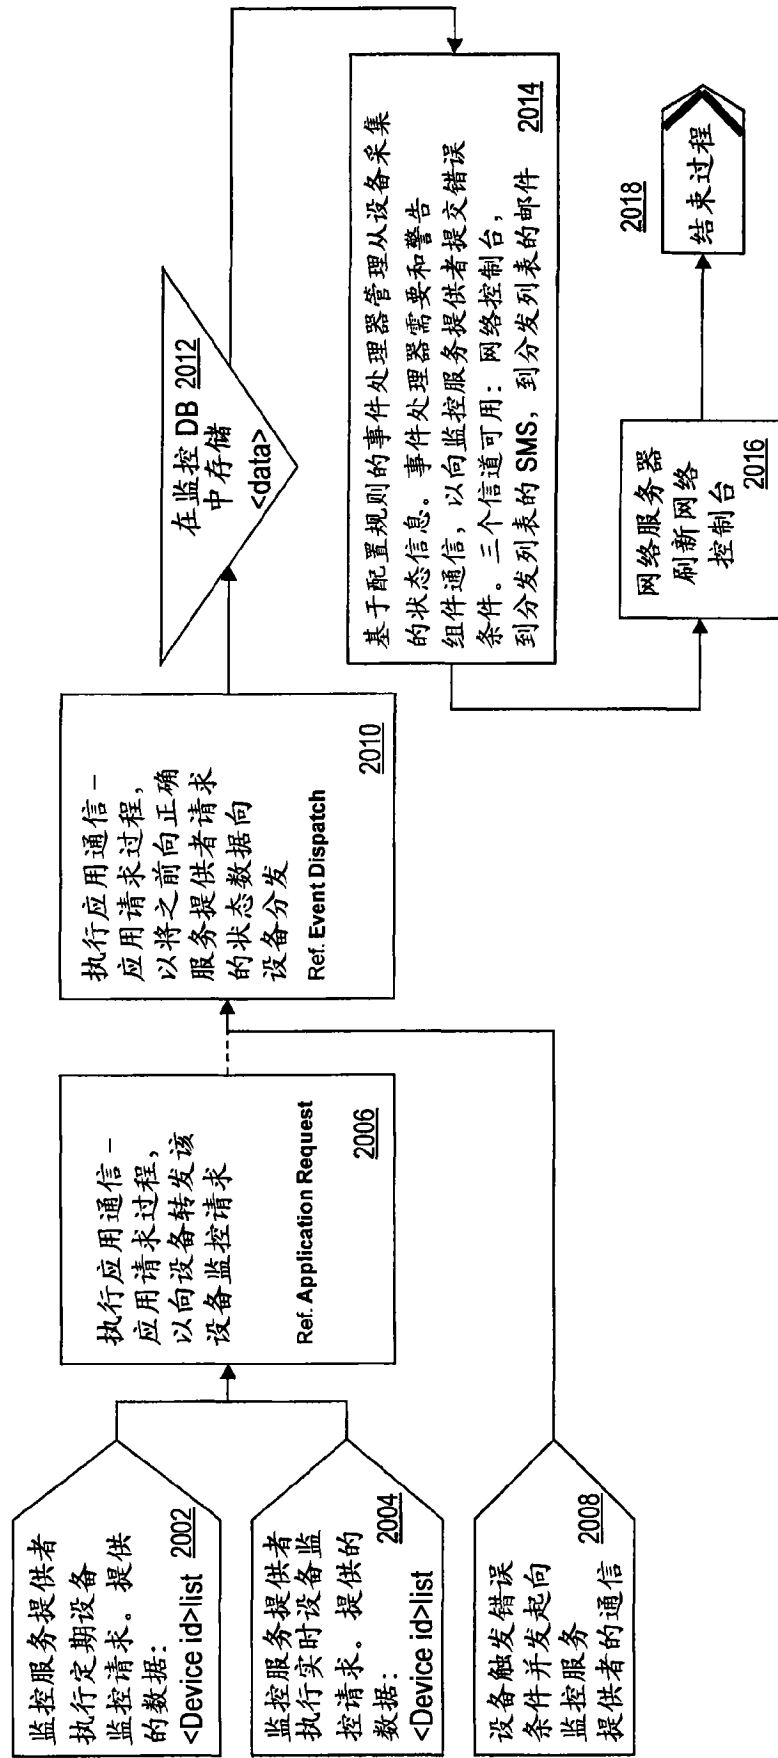 监控服务提供者
执行定期设备
监控请求。提供
的数据：
<Device id>list 2002
监控服务提供者
执行实时设备监
控请求。提供的
数据：
<Device id>list 2004
设备触发错误
条件并发起向
监控服务
提供者的通信 2008
执行应用通信–
应用请求过程，
以向设备转发该
设备监控请求
Ref. Application Request
2006
执行应用通信–
应用请求过程，
以将之前向正确
服务提供者请求
的状态数据向
设备分发
Ref. Event Dispatch
2010
在监控 DB 2012
中存储
<data>
基于配置规则的事件处理器管理从设备采集
的状态信息。事件处理器需要和警告
组件通信，以向监控服务提供者提交错误
条件。三个信道可用：网络控制台，
到分发列表的 SMS，到分发列表的邮件 2014
网络服务器
刷新网络
控制台 2016
2018
结束过程